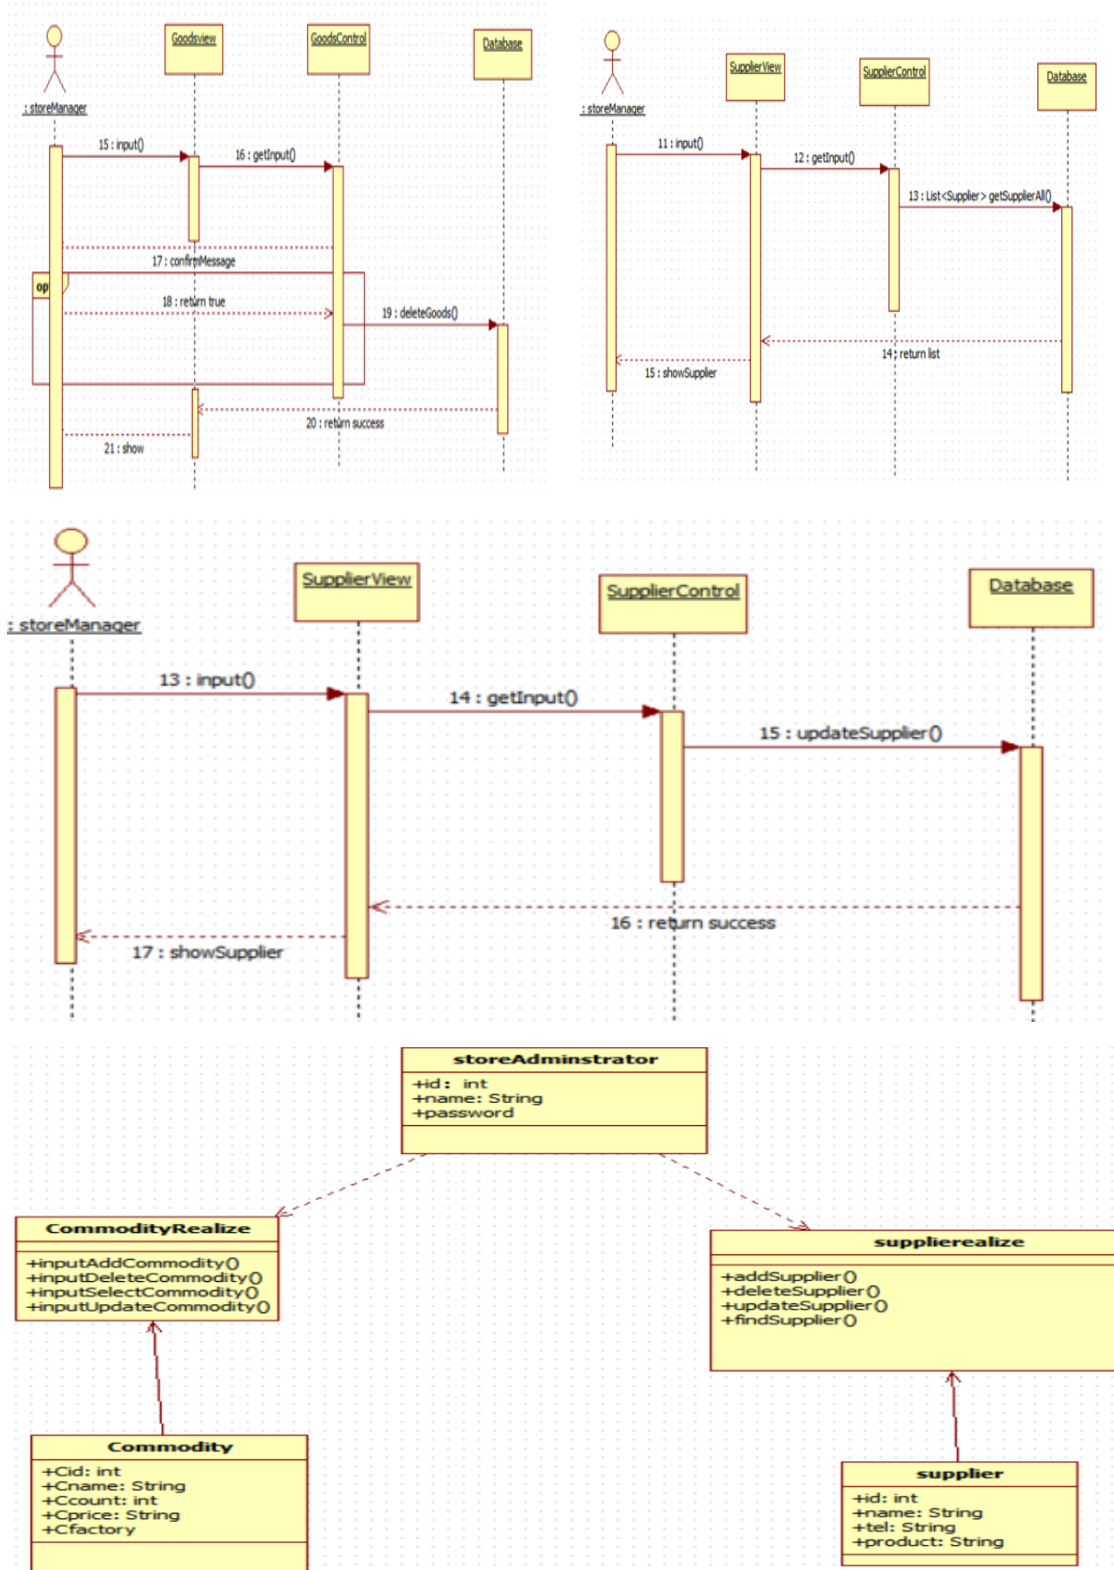 Goodsview
GoodsControl
Database
: storeManager
15 : input()
16 : getInput()
17 : confirmMessage
op
18 : return true
19 : deleteGoods()
20 : return success
21 : show
SupplierView
SupplierControl
Database
: storeManager
11 : input()
12 : getInput()
13 : List<Supplier> getSupplierAll()
14 : return list
15 : showSupplier
SupplierView
SupplierControl
Database
: storeManager
13 : input()
14 : getInput()
15 : updateSupplier()
16 : return success
17 : showSupplier
storeAdminstrator
+id: int
+name: String
+password
CommodityRealize
+inputAddCommodity()
+inputDeleteCommodity()
+inputSelectCommodity()
+inputUpdateCommodity()
supplierealize
+addSupplier()
+deleteSupplier()
+updateSupplier()
+findSupplier()
Commodity
+Cid: int
+Cname: String
+Ccount: int
+Cprice: String
+Cfactory
supplier
+id: int
+name: String
+tel: String
+product: String